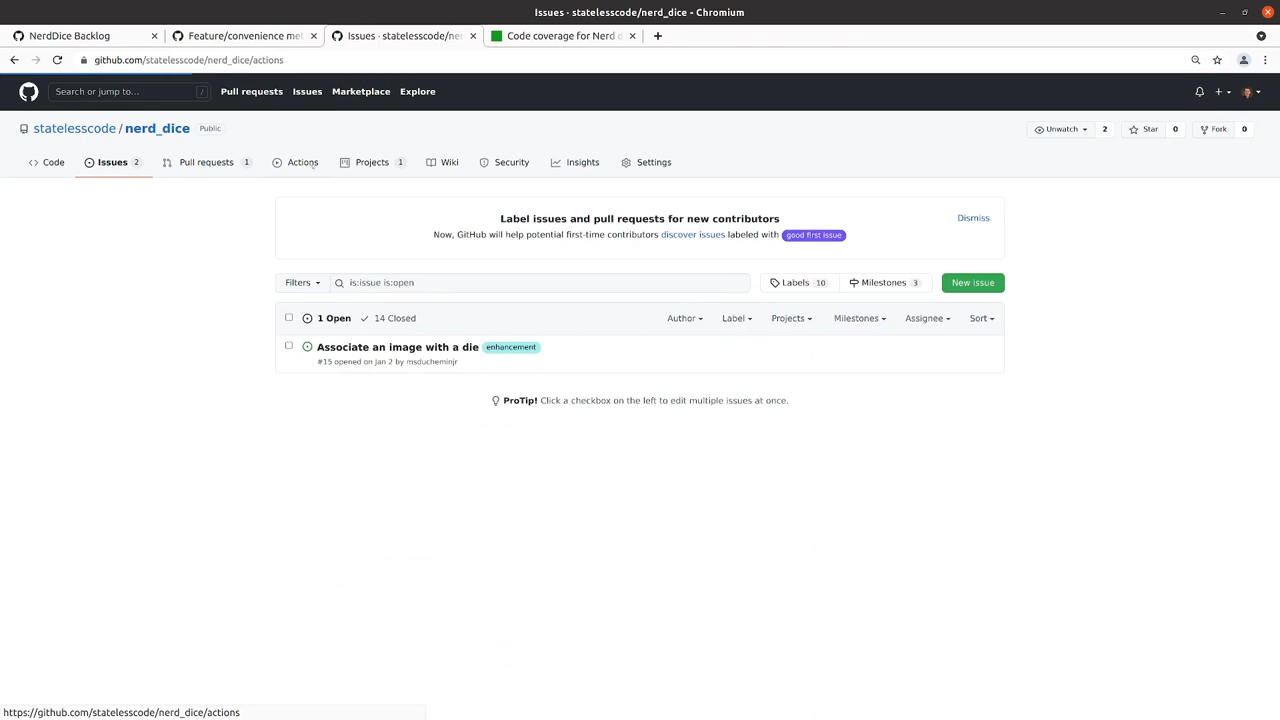 Issues · statelesscode/nerd_dice - Chromium
NerdDice Backlog
Feature/convenience met
Issues · statelesscode/ner
Code coverage for Nerd d
github.com/statelesscode/nerd_dice/actions
Search or jump to...
/
Pull requests
Issues
Marketplace
Explore
statelesscode / nerd_dice Public
Unwatch 2
Star 0
Fork 0
Code
Issues 2
Pull requests 1
Actions
Projects 1
Wiki
Security
Insights
Settings
Label issues and pull requests for new contributors
Dismiss
Now, GitHub will help potential first-time contributors discover issues labeled with good first issue
Filters
is:issue is:open
Labels 10
Milestones 3
New issue
1 Open
14 Closed
Author
Label
Projects
Milestones
Assignee
Sort
Associate an image with a die enhancement
#15 opened on Jan 2 by msducheminjr
ProTip! Click a checkbox on the left to edit multiple issues at once.
https://github.com/statelesscode/nerd_dice/actions